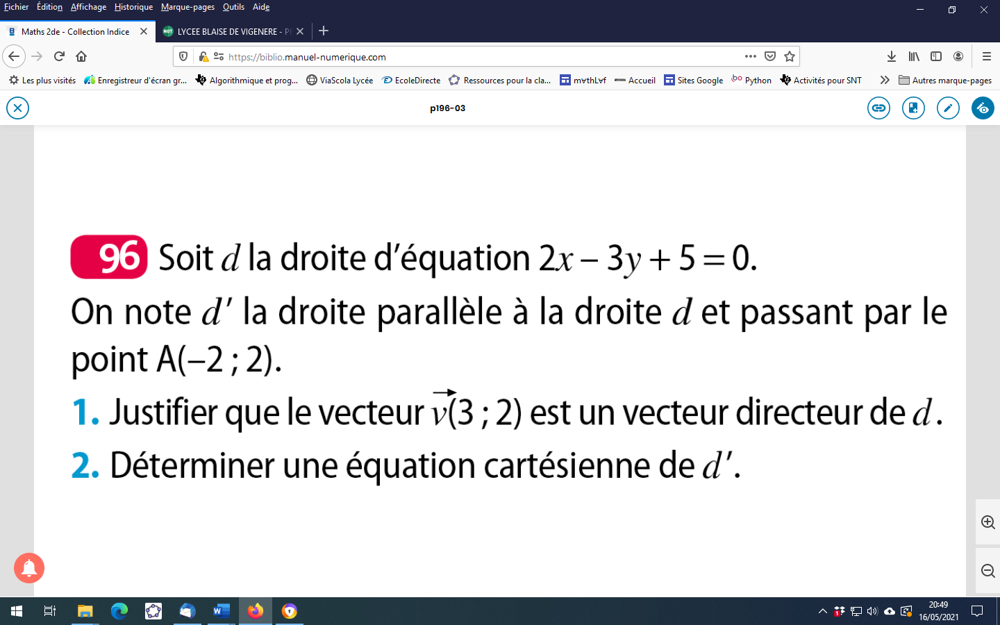 Fichier Édition Affichage Historique Marque-pages Outils Aide
Maths 2de - Collection Indice
LYCEE BLAISE DE VIGENERE - PR
https://biblio.manuel-numerique.com
Les plus visités Enregistreur d'écran gr... Algorithmique et prog... ViaScola Lycée EcoleDirecte Ressources pour la cla... m∀thL∀f Accueil Sites Google Python Activités pour SNT Autres marque-pages
p196-03
96 Soit d la droite d'équation 2x – 3y + 5 = 0.
On note d' la droite parallèle à la droite d et passant par le
point A(–2 ; 2).
1. Justifier que le vecteur v⃗(3 ; 2) est un vecteur directeur de d.
2. Déterminer une équation cartésienne de d'.
20:49
16/05/2021